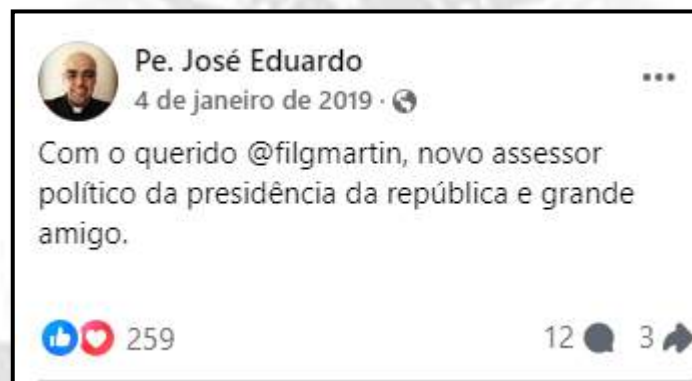 Pe. José Eduardo
4 de janeiro de 2019 ·
Com o querido @filgmartin, novo assessor
político da presidência da república e grande
amigo.
259 12 3